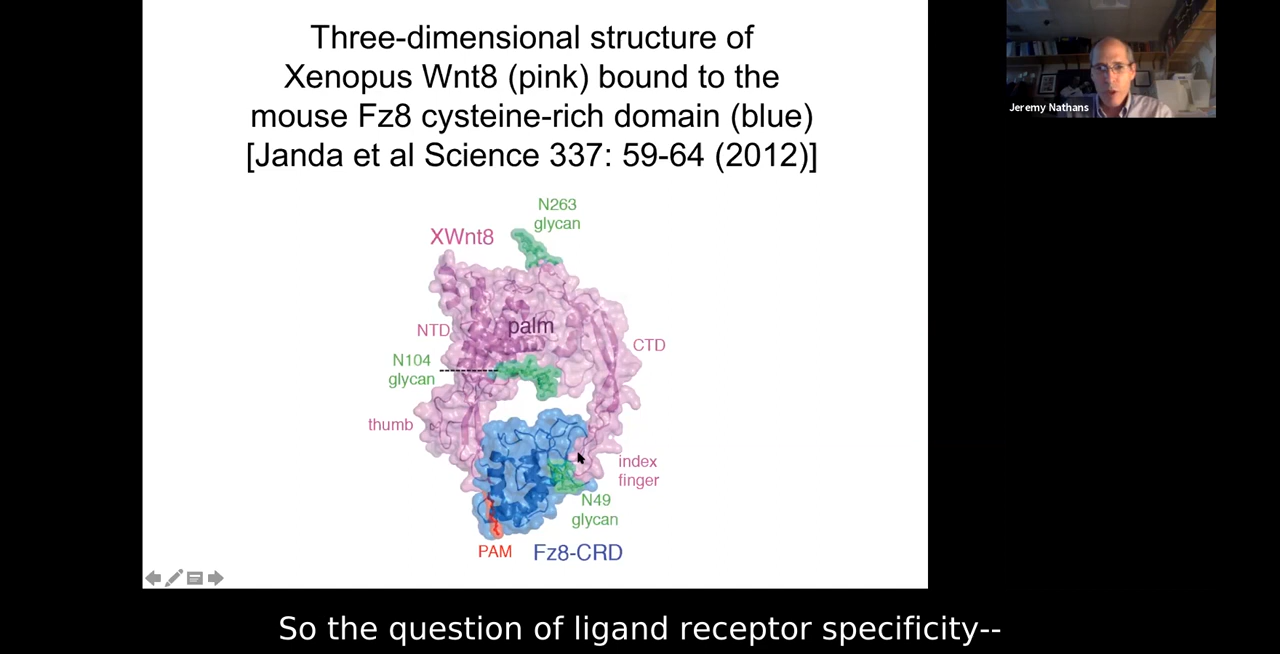 Three-dimensional structure of
Xenopus Wnt8 (pink) bound to the
mouse Fz8 cysteine-rich domain (blue)
[Janda et al Science 337: 59-64 (2012)]
Jeremy Nathans
N263
glycan
XWnt8
NTD
palm
CTD
N104
glycan
thumb
index
finger
N49
glycan
PAM
Fz8-CRD
So the question of ligand receptor specificity--